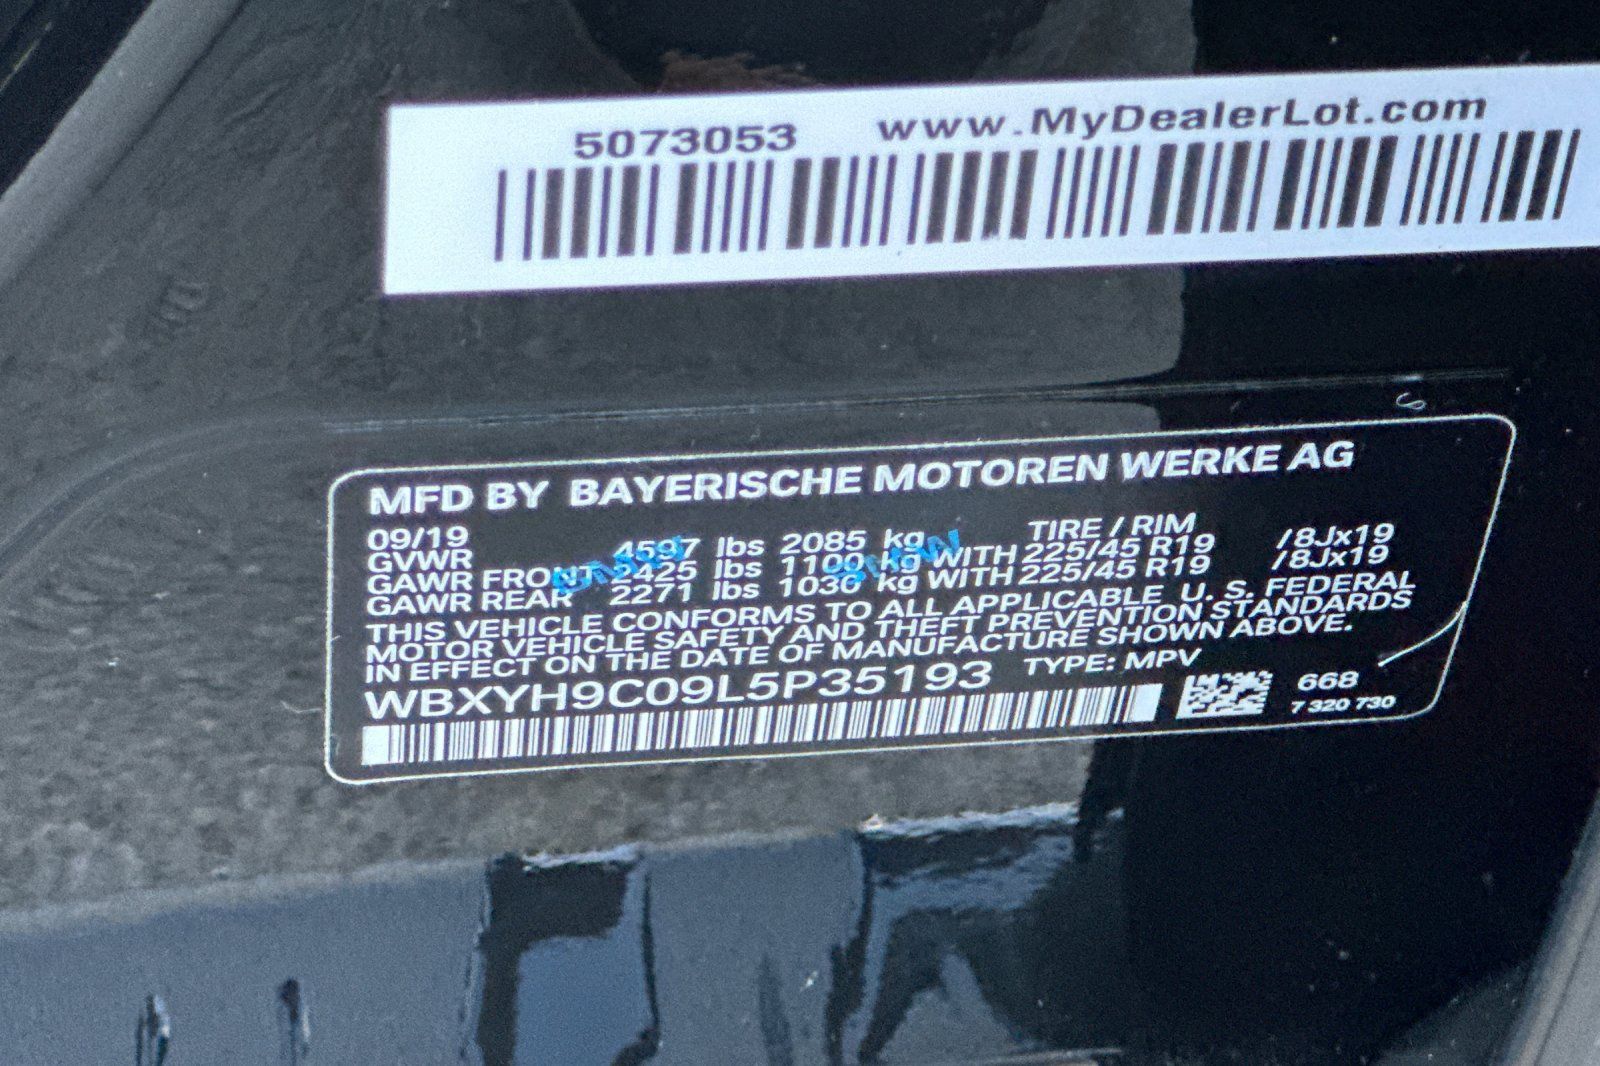 5073053 www.MyDealerLot.com
MFD BY BAYERISCHE MOTOREN WERKE AG
09/19 TIRE / RIM
GVWR 4597 lbs 2085 kg
GAWR FRONT 2425 lbs 1100 kg WITH 225/45 R19 /8Jx19
GAWR REAR 2271 lbs 1030 kg WITH 225/45 R19 /8Jx19
THIS VEHICLE CONFORMS TO ALL APPLICABLE U. S. FEDERAL
MOTOR VEHICLE SAFETY AND THEFT PREVENTION STANDARDS
IN EFFECT ON THE DATE OF MANUFACTURE SHOWN ABOVE.
WBXYH9C09L5P35193 TYPE: MPV
668
7 320 730
BMW BMW